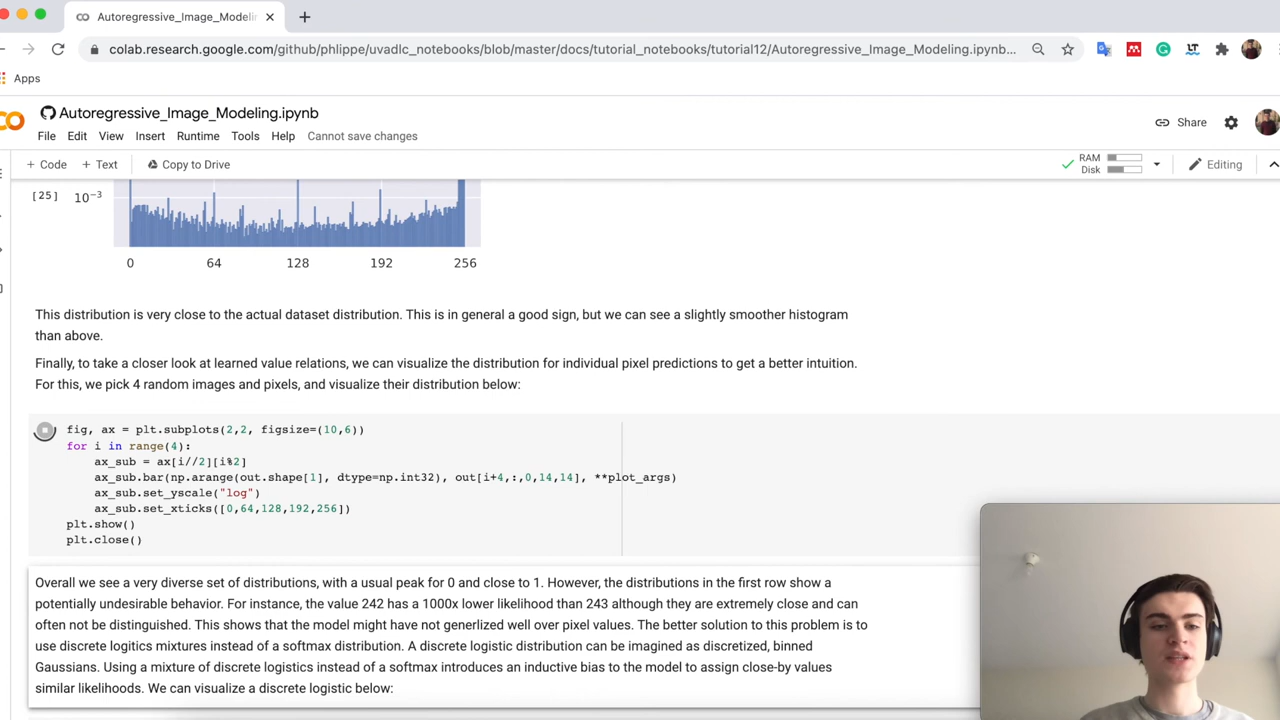 Autoregressive_Image_Modelin
colab.research.google.com/github/phlippe/uvadlc_notebooks/blob/master/docs/tutorial_notebooks/tutorial12/Autoregressive_Image_Modeling.ipynb...
Apps
Autoregressive_Image_Modeling.ipynb
Share
File Edit View Insert Runtime Tools Help Cannot save changes
+ Code + Text Copy to Drive
RAM
Disk
Editing
[25]
10-3
0 64 128 192 256
This distribution is very close to the actual dataset distribution. This is in general a good sign, but we can see a slightly smoother histogram
than above.
Finally, to take a closer look at learned value relations, we can visualize the distribution for individual pixel predictions to get a better intuition.
For this, we pick 4 random images and pixels, and visualize their distribution below:
fig, ax = plt.subplots(2,2, figsize=(10,6))
for i in range(4):
ax_sub = ax[i//2][i%2]
ax_sub.bar(np.arange(out.shape[1], dtype=np.int32), out[i+4,:,0,14,14], **plot_args)
ax_sub.set_yscale("log")
ax_sub.set_xticks([0,64,128,192,256])
plt.show()
plt.close()
Overall we see a very diverse set of distributions, with a usual peak for 0 and close to 1. However, the distributions in the first row show a
potentially undesirable behavior. For instance, the value 242 has a 1000x lower likelihood than 243 although they are extremely close and can
often not be distinguished. This shows that the model might have not generlized well over pixel values. The better solution to this problem is to
use discrete logitics mixtures instead of a softmax distribution. A discrete logistic distribution can be imagined as discretized, binned
Gaussians. Using a mixture of discrete logistics instead of a softmax introduces an inductive bias to the model to assign close-by values
similar likelihoods. We can visualize a discrete logistic below: